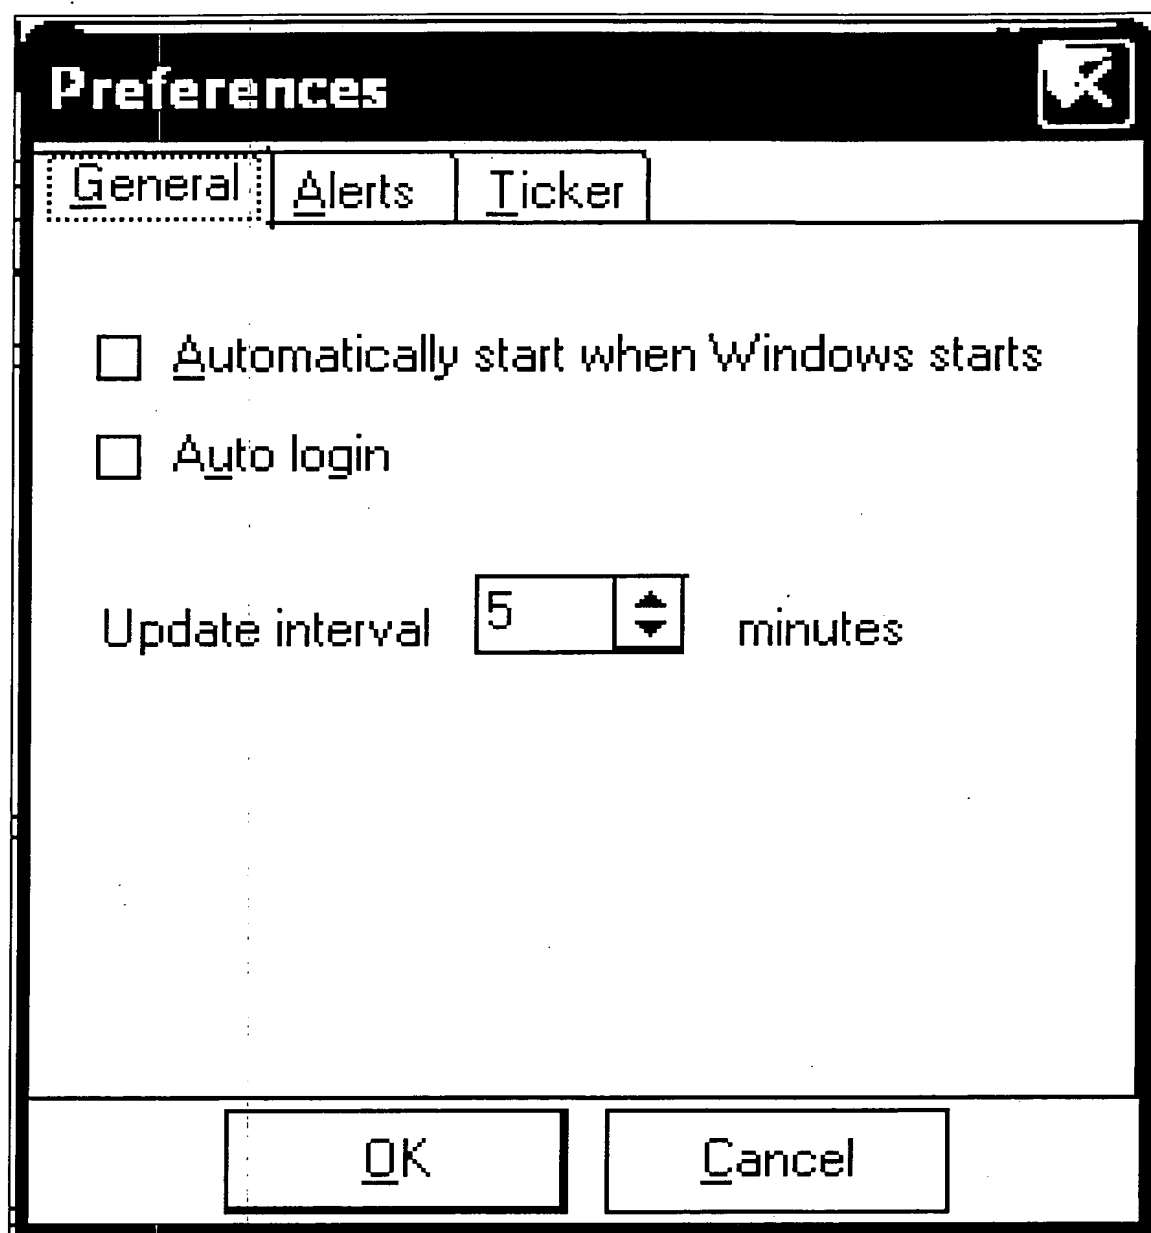 Preferences
General Alerts Ticker
Automatically start when Windows starts
Auto login
Update interval 5 minutes
OK Cancel